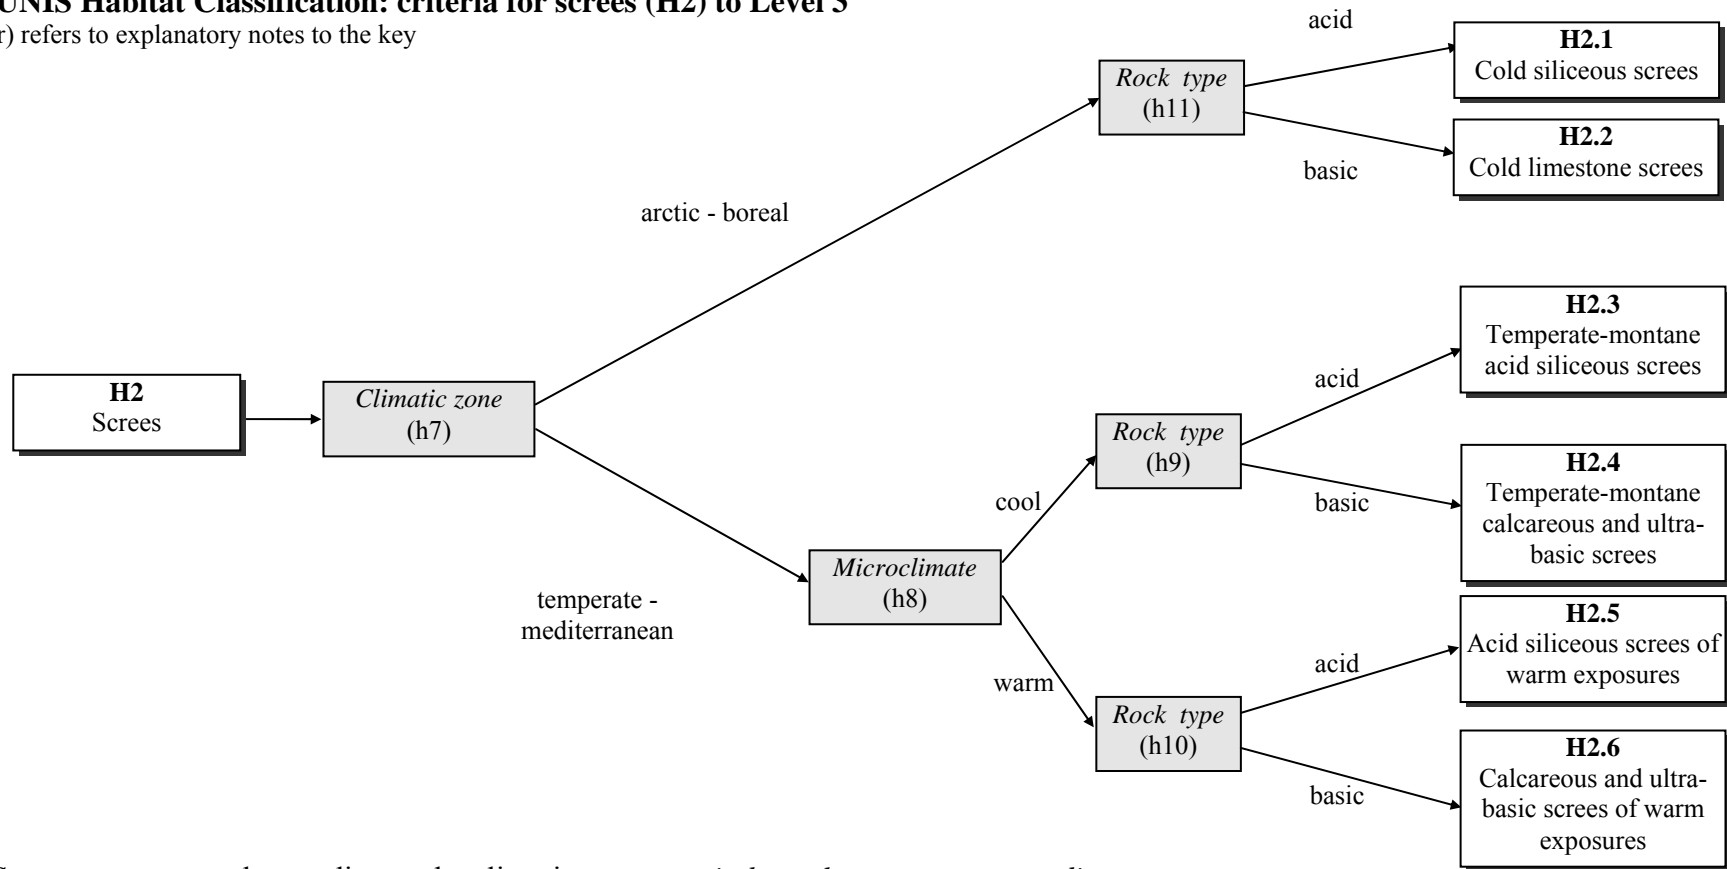 UNIS Habitat Classification: criteria for screes (H2) to Level 3
r) refers to explanatory notes to the key
acid
H2.1
Cold siliceous screes
Rock type
(h11)
H2.2
Cold limestone screes
basic
arctic - boreal
H2.3
Temperate-montane
acid siliceous screes
H2
Screes
Climatic zone
(h7)
acid
Rock type
(h9)
cool
basic
H2.4
Temperate-montane
calcareous and ultra-
basic screes
Microclimate
(h8)
temperate -
mediterranean
H2.5
Acid siliceous screes of
warm exposures
acid
warm
Rock type
(h10)
basic
H2.6
Calcareous and ultra-
basic screes of warm
exposures